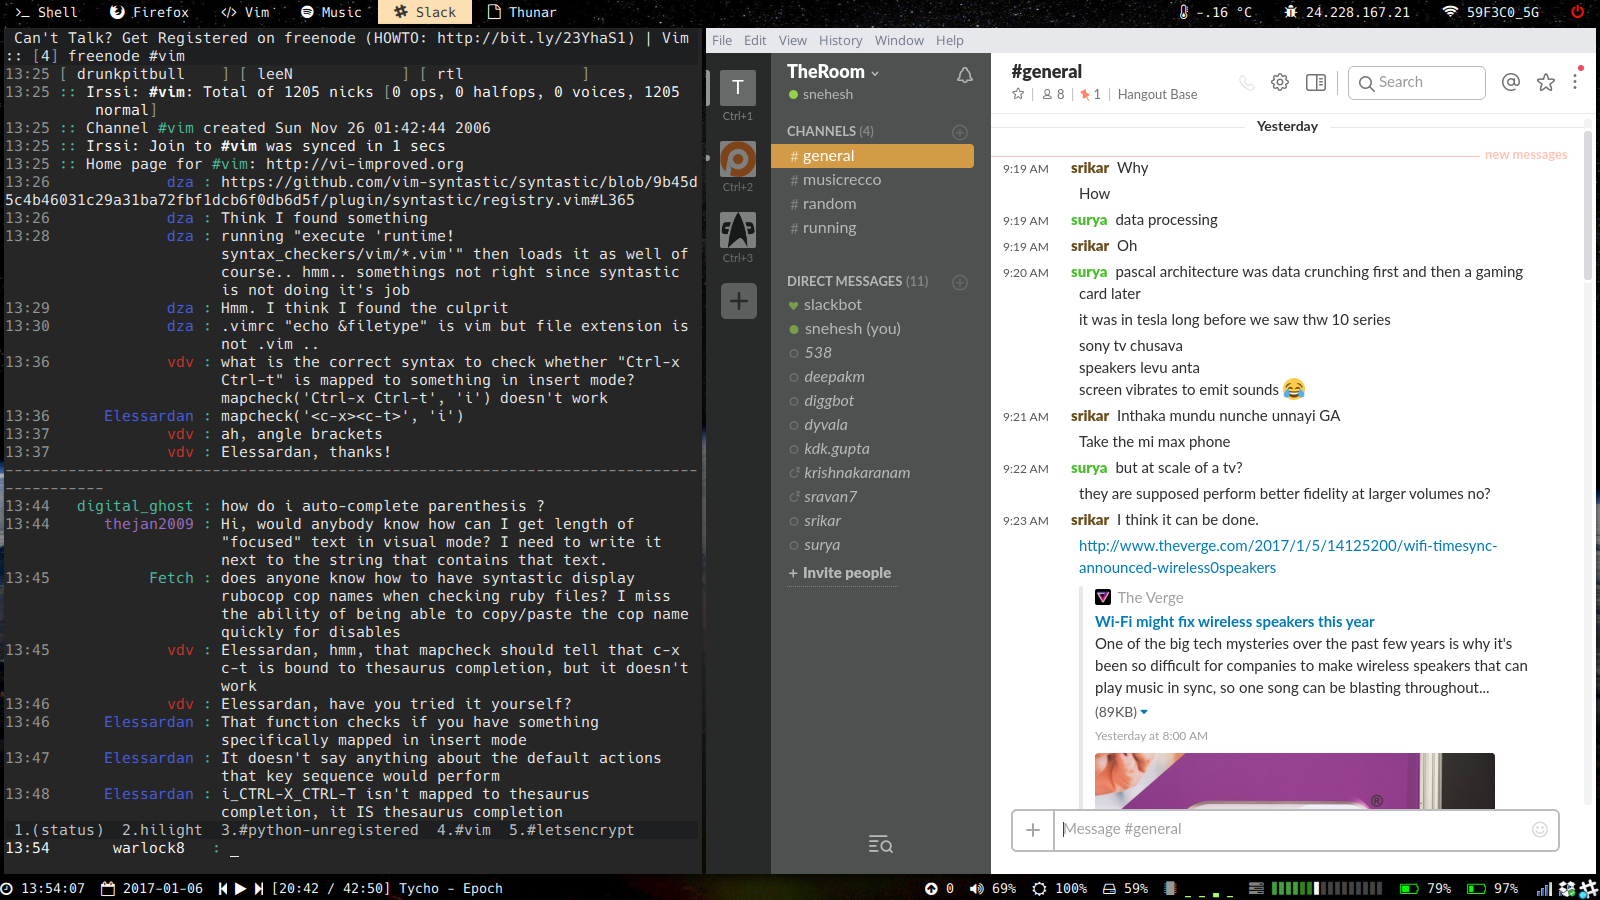 Shell Firefox Vim Music Slack Thunar -.16 °C 24.228.167.21 59F3C0_5G
Can't Talk? Get Registered on freenode (HOWTO: http://bit.ly/23YhaS1) | Vim
:: [4] freenode #vim
13:25 [ drunkpitbull ] [ leeN ] [ rtl ]
13:25 :: Irssi: #vim: Total of 1205 nicks [0 ops, 0 halfops, 0 voices, 1205
normal]
13:25 :: Channel #vim created Sun Nov 26 01:42:44 2006
13:25 :: Irssi: Join to #vim was synced in 1 secs
13:25 :: Home page for #vim: http://vi-improved.org
13:26 dza : https://github.com/vim-syntastic/syntastic/blob/9b45d
5c4b46031c29a31ba72fbf1dcb6f0db6d5f/plugin/syntastic/registry.vim#L365
13:26 dza : Think I found something
13:28 dza : running "execute 'runtime!
syntax_checkers/vim/*.vim'" then loads it as well of
course.. hmm.. somethings not right since syntastic
is not doing it's job
13:29 dza : Hmm. I think I found the culprit
13:30 dza : .vimrc "echo &filetype" is vim but file extension is
not .vim ..
13:36 vdv : what is the correct syntax to check whether "Ctrl-x
Ctrl-t" is mapped to something in insert mode?
mapcheck('Ctrl-x Ctrl-t', 'i') doesn't work
13:36 Elessardan : mapcheck('<c-x><c-t>', 'i')
13:37 vdv : ah, angle brackets
13:37 vdv : Elessardan, thanks!
13:44 digital_ghost : how do i auto-complete parenthesis ?
13:44 thejan2009 : Hi, would anybody know how can I get length of
"focused" text in visual mode? I need to write it
next to the string that contains that text.
13:45 Fetch : does anyone know how to have syntastic display
rubocop cop names when checking ruby files? I miss
the ability of being able to copy/paste the cop name
quickly for disables
13:45 vdv : Elessardan, hmm, that mapcheck should tell that c-x
c-t is bound to thesaurus completion, but it doesn't
work
13:46 vdv : Elessardan, have you tried it yourself?
13:46 Elessardan : That function checks if you have something
specifically mapped in insert mode
13:47 Elessardan : It doesn't say anything about the default actions
that key sequence would perform
13:48 Elessardan : i_CTRL-X_CTRL-T isn't mapped to thesaurus
completion, it IS thesaurus completion
1.(status) 2.hilight 3.#python-unregistered 4.#vim 5.#letsencrypt
13:54 warlock8 : _
File Edit View History Window Help
T
Ctrl+1
Ctrl+2
Ctrl+3
TheRoom
snehesh
CHANNELS (4)
# general
# musicrecco
# random
# running
DIRECT MESSAGES (11)
slackbot
snehesh (you)
538
deepakm
diggbot
dyvala
kdk.gupta
krishnakaranam
sravan7
srikar
surya
+ Invite people
#general
8 | 1 | Hangout Base
Search
Yesterday
new messages
9:19 AM srikar Why
How
9:19 AM surya data processing
9:19 AM srikar Oh
9:20 AM surya pascal architecture was data crunching first and then a gaming
card later
it was in tesla long before we saw thw 10 series
sony tv chusava
speakers levu anta
screen vibrates to emit sounds 😂
9:21 AM srikar Inthaka mundu nunche unnayi GA
Take the mi max phone
9:22 AM surya but at scale of a tv?
they are supposed perform better fidelity at larger volumes no?
9:23 AM srikar I think it can be done.
http://www.theverge.com/2017/1/5/14125200/wifi-timesync-
announced-wireless0speakers
The Verge
Wi-Fi might fix wireless speakers this year
One of the big tech mysteries over the past few years is why it's
been so difficult for companies to make wireless speakers that can
play music in sync, so one song can be blasting throughout...
(89KB)
Yesterday at 8:00 AM
®
Message #general
13:54:07 2017-01-06 [20:42 / 42:50] Tycho - Epoch 0 69% 100% 59% 79% 97%